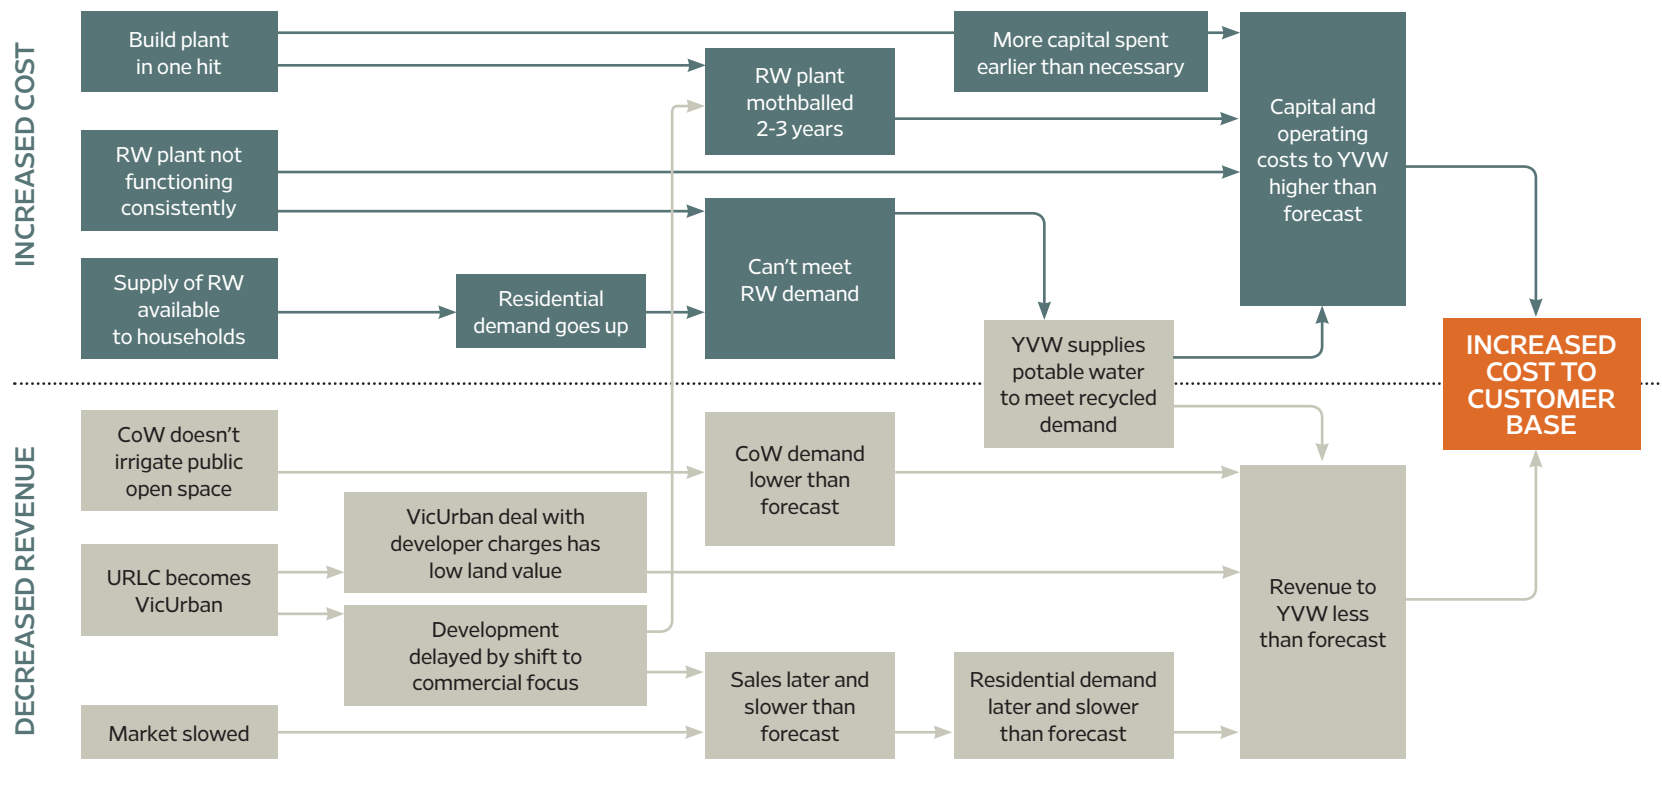 INCREASED COST
Build plant
in one hit
RW plant
mothballed
2-3 years
More capital spent
earlier than necessary
Capital and
operating
costs to YVW
higher than
forecast
RW plant not
functioning
consistently
Can’t meet
RW demand
Supply of RW
available
to households
Residential
demand goes up
YVW supplies
potable water
to meet recycled
demand
INCREASED
COST TO
CUSTOMER
BASE
DECREASED REVENUE
CoW doesn’t
irrigate public
open space
CoW demand
lower than
forecast
VicUrban deal with
developer charges has
low land value
URLC becomes
VicUrban
Development
delayed by shift to
commercial focus
Revenue to
YVW less
than forecast
Market slowed
Sales later and
slower than
forecast
Residential demand
later and slower
than forecast